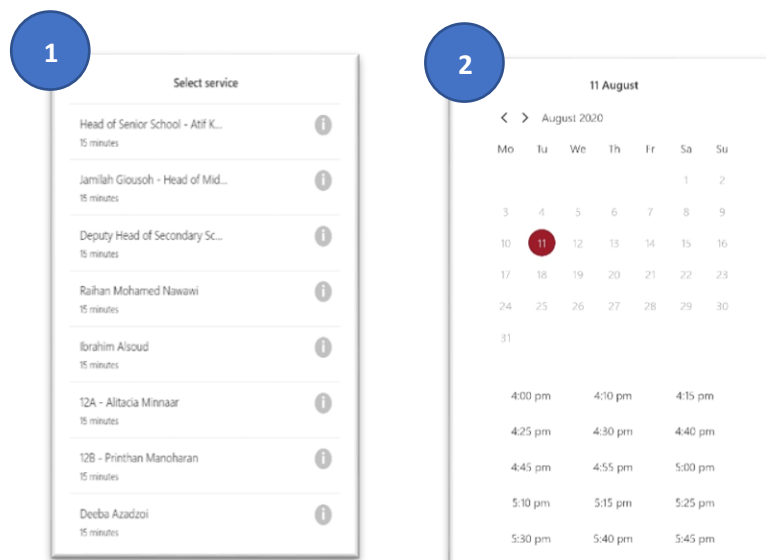 1
Select service
Head of Senior School - Atif K...
15 minutes
Jamilah Giousoh - Head of Mid...
15 minutes
Deputy Head of Secondary Sc...
15 minutes
Raihan Mohamed Nawawi
15 minutes
Ibrahim Alsoud
15 minutes
12A - Alitacia Minnaar
15 minutes
12B - Printhan Manoharan
15 minutes
Deeba Azadzoi
15 minutes
2
11 August
August 2020
Mo Tu We Th Fr Sa Su
1 2
3 4 5 6 7 8 9
10 11 12 13 14 15 16
17 18 19 20 21 22 23
24 25 26 27 28 29 30
31
4:00 pm 4:10 pm 4:15 pm
4:25 pm 4:30 pm 4:40 pm
4:45 pm 4:55 pm 5:00 pm
5:10 pm 5:15 pm 5:25 pm
5:30 pm 5:40 pm 5:45 pm